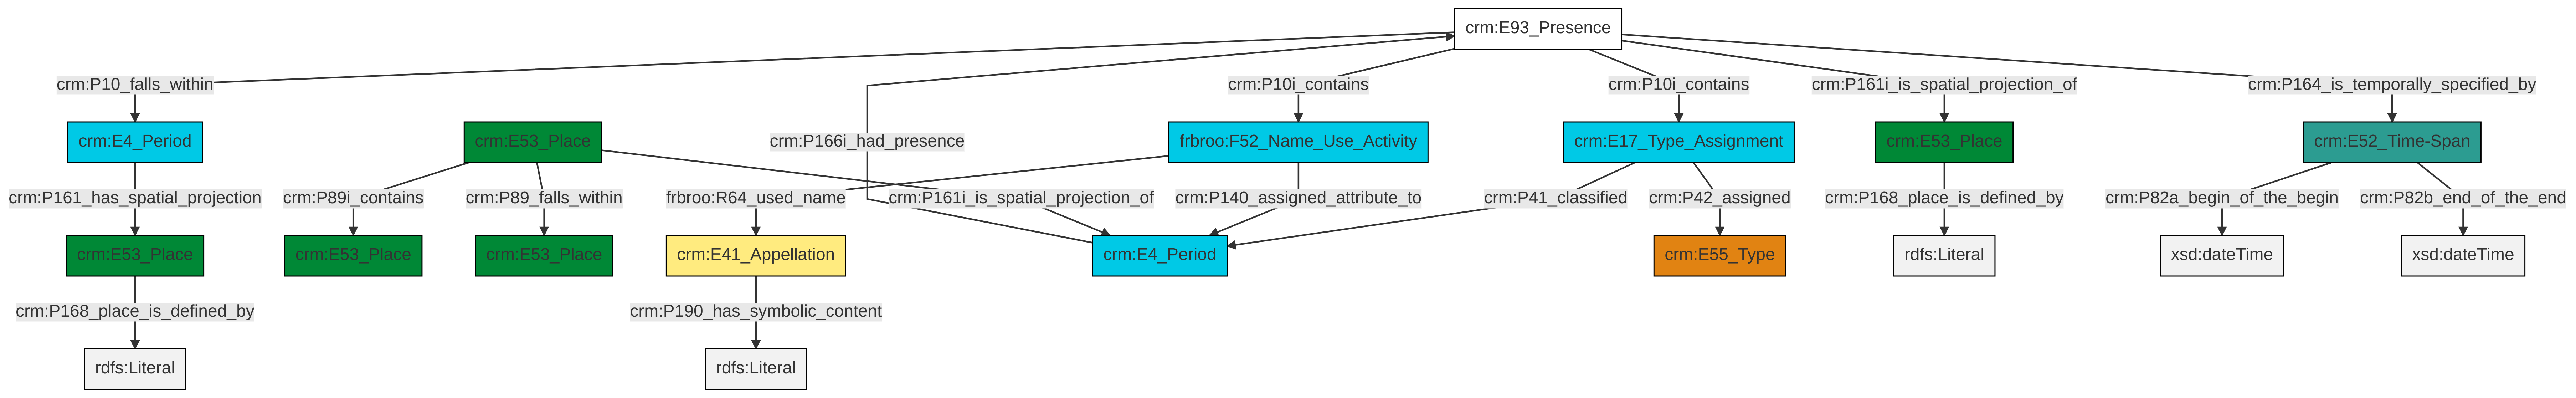 crm:E93_Presence
crm:P10_falls_within
crm:P10i_contains
crm:P10i_contains
crm:P161i_is_spatial_projection_of
crm:P164_is_temporally_specified_by
crm:E4_Period
crm:E53_Place
crm:P166i_had_presence
frbroo:F52_Name_Use_Activity
crm:E17_Type_Assignment
crm:E53_Place
crm:E52_Time-Span
crm:P161_has_spatial_projection
crm:P89i_contains
crm:P89_falls_within
frbroo:R64_used_name
crm:P161i_is_spatial_projection_of
crm:P140_assigned_attribute_to
crm:P41_classified
crm:P42_assigned
crm:P168_place_is_defined_by
crm:P82a_begin_of_the_begin
crm:P82b_end_of_the_end
crm:E53_Place
crm:E53_Place
crm:E53_Place
crm:E41_Appellation
crm:E4_Period
crm:E55_Type
rdfs:Literal
xsd:dateTime
xsd:dateTime
crm:P168_place_is_defined_by
crm:P190_has_symbolic_content
rdfs:Literal
rdfs:Literal